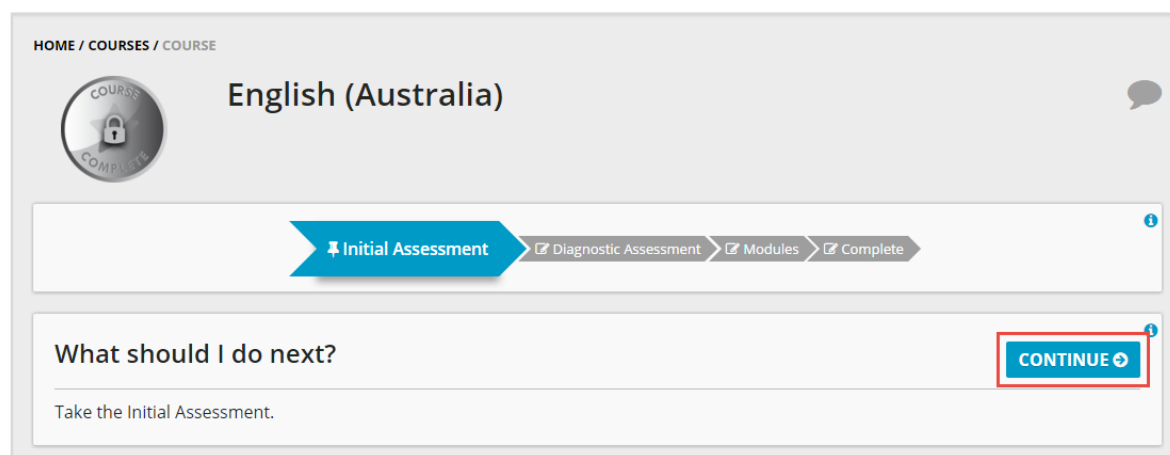 HOME / COURSES / COURSE
COURSE
COMPLETE
English (Australia)
Initial Assessment
Diagnostic Assessment
Modules
Complete
What should I do next?
CONTINUE
Take the Initial Assessment.